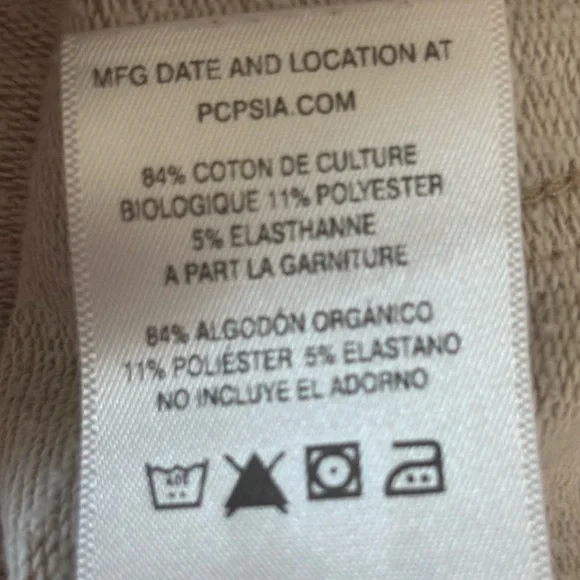 MFG DATE AND LOCATION AT
PCPSIA.COM
84% COTON DE CULTURE
BIOLOGIQUE 11% POLYESTER
5% ELASTHANNE
A PART LA GARNITURE
84% ALGODÓN ORGÁNICO
11% POLIÉSTER 5% ELASTANO
NO INCLUYE EL ADORNO